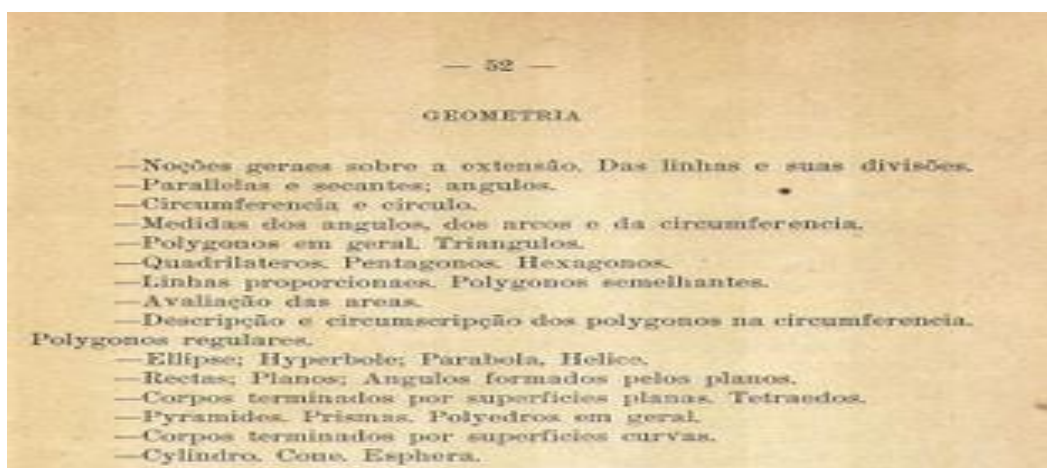 — 52 —
GEOMETRIA
—Noções geraes sobre a extensão. Das linhas e suas divisões.
—Parallelas e secantes; angulos.
—Circumferencia e circulo.
—Medidas dos angulos, dos arcos e da circumferencia.
—Polygonos em geral. Triangulos.
—Quadrilateros. Pentagonos. Hexagonos.
—Linhas proporcionaes. Polygonos semelhantes.
—Avaliação das areas.
—Descripção e circumscripção dos polygonos na circumferencia.
Polygonos regulares.
—Ellipse; Hyperbole; Parabola, Helice.
—Rectas; Planos; Angulos formados pelos planos.
—Corpos terminados por superficies planas. Tetraedos.
—Pyramides. Prismas. Polyedros em geral.
—Corpos terminados por superficies curvas.
—Cylindro. Cone. Esphera.